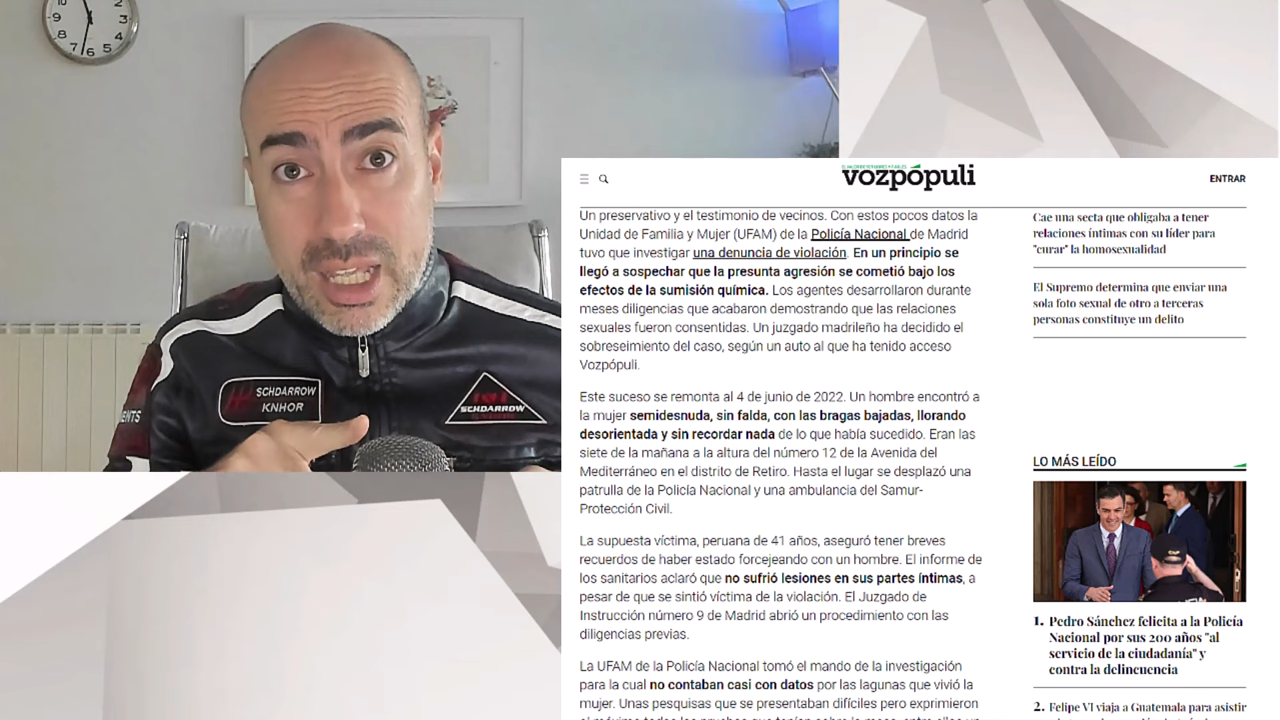 10
9
8
7
6
5
4
3
2
SCHDARROW
KNHOR
SCHDARROW
ENTS
vozpópuli
ENTRAR
Un preservativo y el testimonio de vecinos. Con estos pocos datos la
Unidad de Familia y Mujer (UFAM) de la Policía Nacional de Madrid
tuvo que investigar una denuncia de violación. En un principio se
llegó a sospechar que la presunta agresión se cometió bajo los
efectos de la sumisión química. Los agentes desarrollaron durante
meses diligencias que acabaron demostrando que las relaciones
sexuales fueron consentidas. Un juzgado madrileño ha decidido el
sobreseimiento del caso, según un auto al que ha tenido acceso
Vozpópuli.
Este suceso se remonta al 4 de junio de 2022. Un hombre encontró a
la mujer semidesnuda, sin falda, con las bragas bajadas, llorando
desorientada y sin recordar nada de lo que había sucedido. Eran las
siete de la mañana a la altura del número 12 de la Avenida del
Mediterráneo en el distrito de Retiro. Hasta el lugar se desplazó una
patrulla de la Policía Nacional y una ambulancia del Samur-
Protección Civil.
La supuesta víctima, peruana de 41 años, aseguró tener breves
recuerdos de haber estado forcejeando con un hombre. El informe de
los sanitarios aclaró que no sufrió lesiones en sus partes íntimas, a
pesar de que se sintió víctima de la violación. El Juzgado de
Instrucción número 9 de Madrid abrió un procedimiento con las
diligencias previas.
La UFAM de la Policía Nacional tomó el mando de la investigación
para la cual no contaban casi con datos por las lagunas que vivió la
mujer. Unas pesquisas que se presentaban difíciles pero exprimieron
Cae una secta que obligaba a tener
relaciones íntimas con su líder para
"curar" la homosexualidad
El Supremo determina que enviar una
sola foto sexual de otro a terceras
personas constituye un delito
LO MÁS LEÍDO
1. Pedro Sánchez felicita a la Policía
Nacional por sus 200 años "al
servicio de la ciudadanía" y
contra la delincuencia
2. Felipe VI viaja a Guatemala para asistir